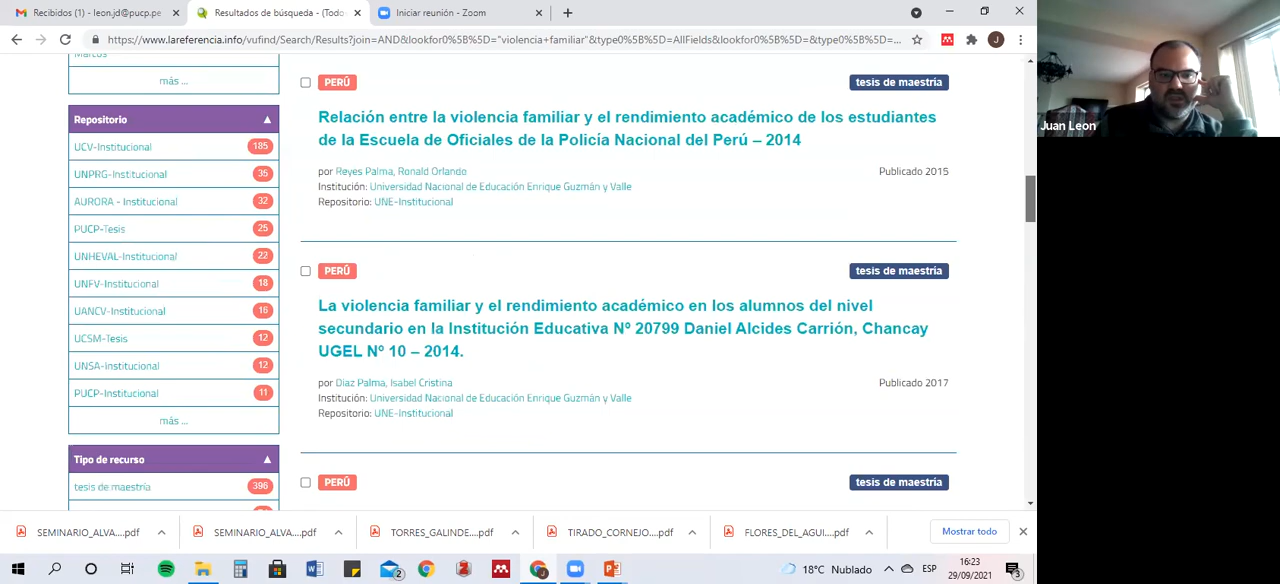 Recibidos (1) - leon.jd@pucp.pe
Resultados de búsqueda - (Todo
Iniciar reunión - Zoom
https://www.lareferencia.info/vufind/Search/Results?join=AND&lookfor0%5B%5D="violencia+familiar"&type0%5B%5D=AllFields&lookfor0%5B%5D=&type0%5B%5D=...
J
Juan Leon
Marcos
más ...
Repositorio
UCV-Institucional 185
UNPRG-Institucional 35
AURORA - Institucional 32
PUCP-Tesis 25
UNHEVAL-Institucional 22
UNFV-Institucional 18
UANCV-Institucional 16
UCSM-Tesis 12
UNSA-Institucional 12
PUCP-Institucional 11
más ...
Tipo de recurso
tesis de maestría 396
PERÚ
tesis de maestría
Relación entre la violencia familiar y el rendimiento académico de los estudiantes
de la Escuela de Oficiales de la Policía Nacional del Perú – 2014
por Reyes Palma, Ronald Orlando
Publicado 2015
Institución: Universidad Nacional de Educación Enrique Guzmán y Valle
Repositorio: UNE-Institucional
PERÚ
tesis de maestría
La violencia familiar y el rendimiento académico en los alumnos del nivel
secundario en la Institución Educativa Nº 20799 Daniel Alcides Carrión, Chancay
UGEL Nº 10 – 2014.
por Díaz Palma, Isabel Cristina
Publicado 2017
Institución: Universidad Nacional de Educación Enrique Guzmán y Valle
Repositorio: UNE-Institucional
PERÚ
tesis de maestría
SEMINARIO_ALVA....pdf
SEMINARIO_ALVA....pdf
TORRES_GALINDE....pdf
TIRADO_CORNEJO....pdf
FLORES_DEL_AGUI....pdf
Mostrar todo
2
18°C Nublado
ESP
16:23
29/09/2021
3